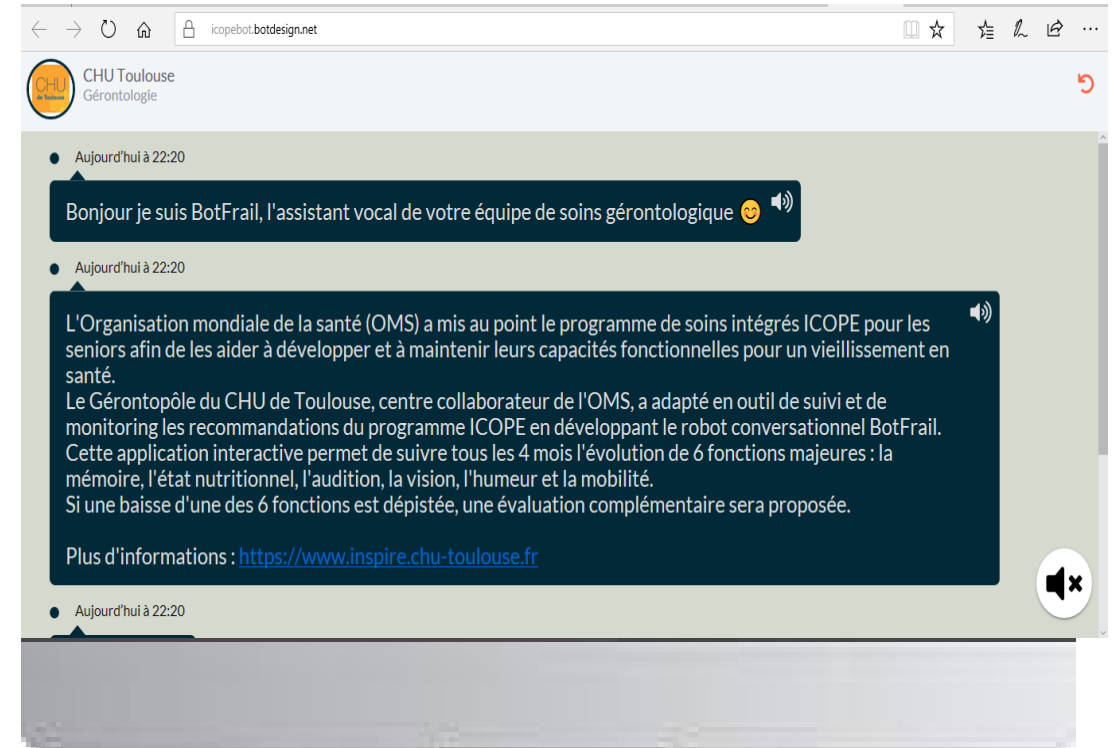 icopebot.botdesign.net
CHU
de Toulouse
CHU Toulouse
Gérontologie
Aujourd'hui à 22:20
Bonjour je suis BotFrail, l'assistant vocal de votre équipe de soins gérontologique 😊
Aujourd'hui à 22:20
L'Organisation mondiale de la santé (OMS) a mis au point le programme de soins intégrés ICOPE pour les
seniors afin de les aider à développer et à maintenir leurs capacités fonctionnelles pour un vieillissement en
santé.
Le Gérontopôle du CHU de Toulouse, centre collaborateur de l'OMS, a adapté en outil de suivi et de
monitoring les recommandations du programme ICOPE en développant le robot conversationnel BotFrail.
Cette application interactive permet de suivre tous les 4 mois l'évolution de 6 fonctions majeures : la
mémoire, l'état nutritionnel, l'audition, la vision, l'humeur et la mobilité.
Si une baisse d'une des 6 fonctions est dépistée, une évaluation complémentaire sera proposée.
Plus d'informations : https://www.inspire.chu-toulouse.fr
Aujourd'hui à 22:20